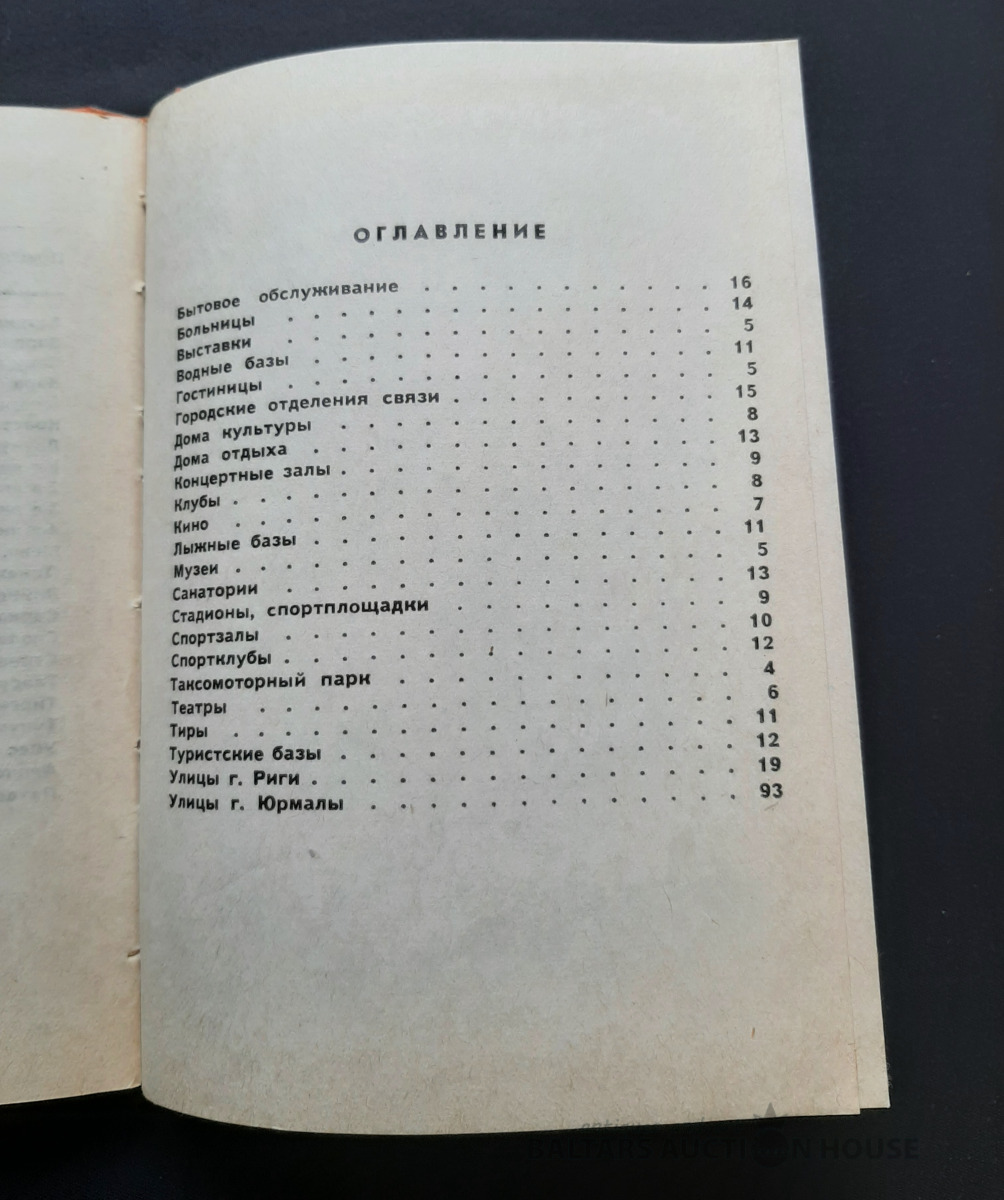 ОГЛАВЛЕНИЕ
Бытовое обслуживание . . . . . . . . . . . 16
Больницы . . . . . . . . . . . . . . . . 14
Выставки . . . . . . . . . . . . . . . . 5
Водные базы . . . . . . . . . . . . . . . 11
Гостиницы . . . . . . . . . . . . . . . . 5
Городские отделения связи . . . . . . . . . . 15
Дома культуры . . . . . . . . . . . . . . 8
Дома отдыха . . . . . . . . . . . . . . . 13
Концертные залы . . . . . . . . . . . . . . 9
Клубы . . . . . . . . . . . . . . . . . . 8
Кино . . . . . . . . . . . . . . . . . . 7
Лыжные базы . . . . . . . . . . . . . . . 11
Музеи . . . . . . . . . . . . . . . . . . 5
Санатории . . . . . . . . . . . . . . . . 13
Стадионы, спортплощадки . . . . . . . . . . 9
Спортзалы . . . . . . . . . . . . . . . . 10
Спортклубы . . . . . . . . . . . . . . . . 12
Таксомоторный парк . . . . . . . . . . . . 4
Театры . . . . . . . . . . . . . . . . . 6
Тиры . . . . . . . . . . . . . . . . . . 11
Туристские базы . . . . . . . . . . . . . . 12
Улицы г. Риги . . . . . . . . . . . . . . . 19
Улицы г. Юрмалы . . . . . . . . . . . . . 93
BALTARS AUCTION HOUSE